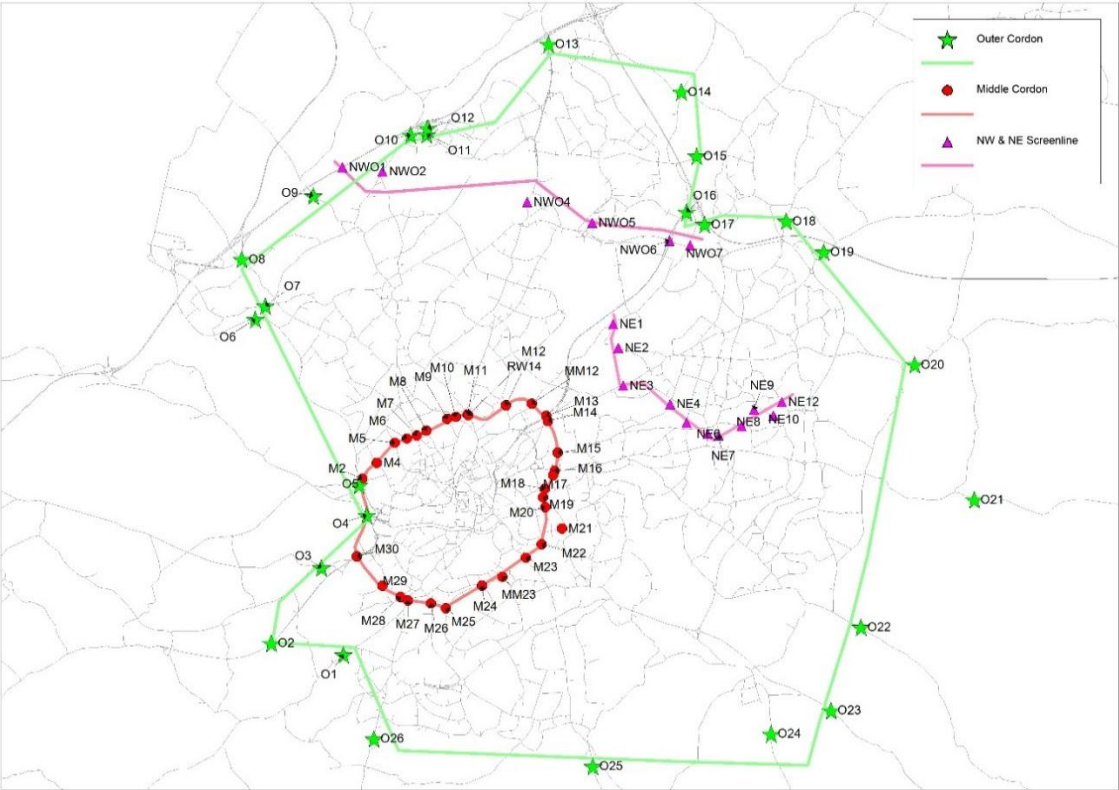 O13
Outer Cordon
Middle Cordon
NW & NE Screenline
O14
O12
O10
O11
O15
NWO1
NWO2
O9
NWO4
O16
NWO5
O17
O18
NWO6
NWO7
O19
O8
O7
O6
NE1
NE2
M12
RW14
MM12
M11
M10
M9
M8
M7
M6
M5
M13
M14
NE3
NE4
NE9
NE12
NE10
NE8
NE6
NE7
O20
M15
M16
M4
M2
O5
M18
M17
M19
M20
O21
O4
M21
M22
M30
O3
M23
M29
MM23
M24
M28
M27
M26
M25
O2
O1
O22
O23
O24
O26
O25